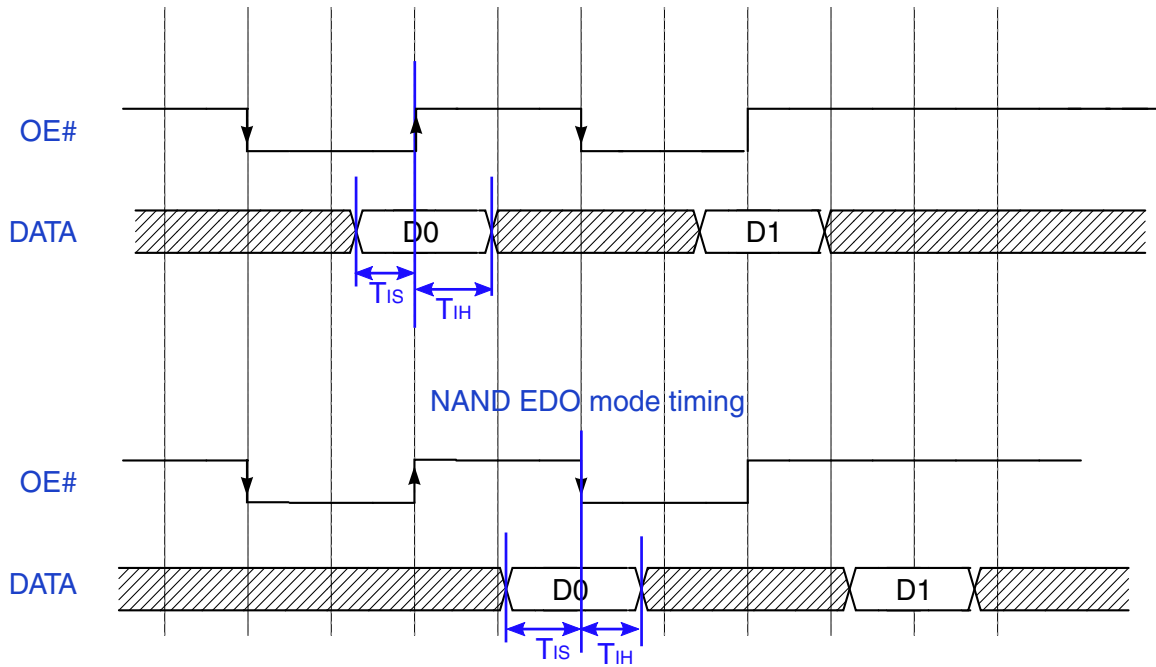 OE#
DATA D0 D1
TIS TIH
NAND EDO mode timing
OE#
DATA D0 D1
TIS TIH